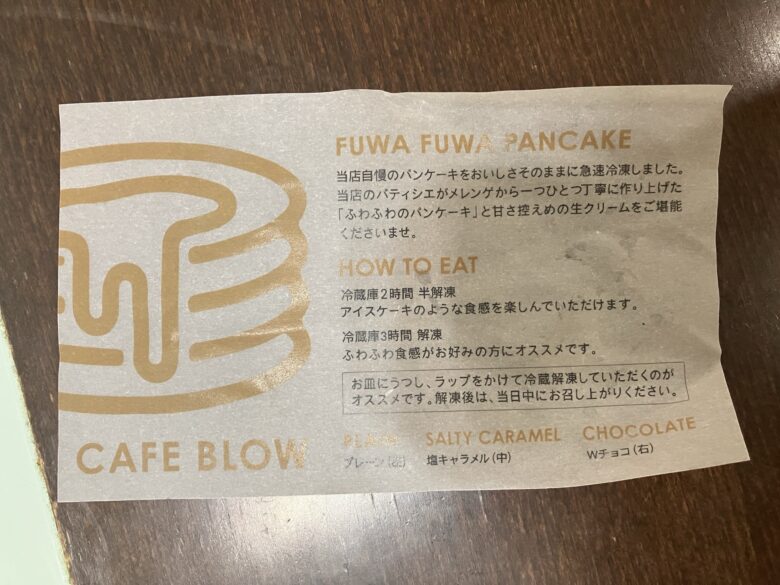 FUWA FUWA PANCAKE
当店自慢のパンケーキをおいしさそのままに急速冷凍しました。
当店のパティシエがメレンゲから一つひとつ丁寧に作り上げた
「ふわふわのパンケーキ」と甘さ控えめの生クリームをご堪能
くださいませ。
HOW TO EAT
冷蔵庫2時間 半解凍
アイスケーキのような食感を楽しんでいただけます。
冷蔵庫3時間 解凍
ふわふわ食感がお好みの方にオススメです。
お皿にうつし、ラップをかけて冷蔵解凍していただくのが
オススメです。解凍後は、当日中にお召し上がりください。
CAFE BLOW
PLAIN
プレーン(左)
SALTY CARAMEL
塩キャラメル(中)
CHOCOLATE
Wチョコ(右)